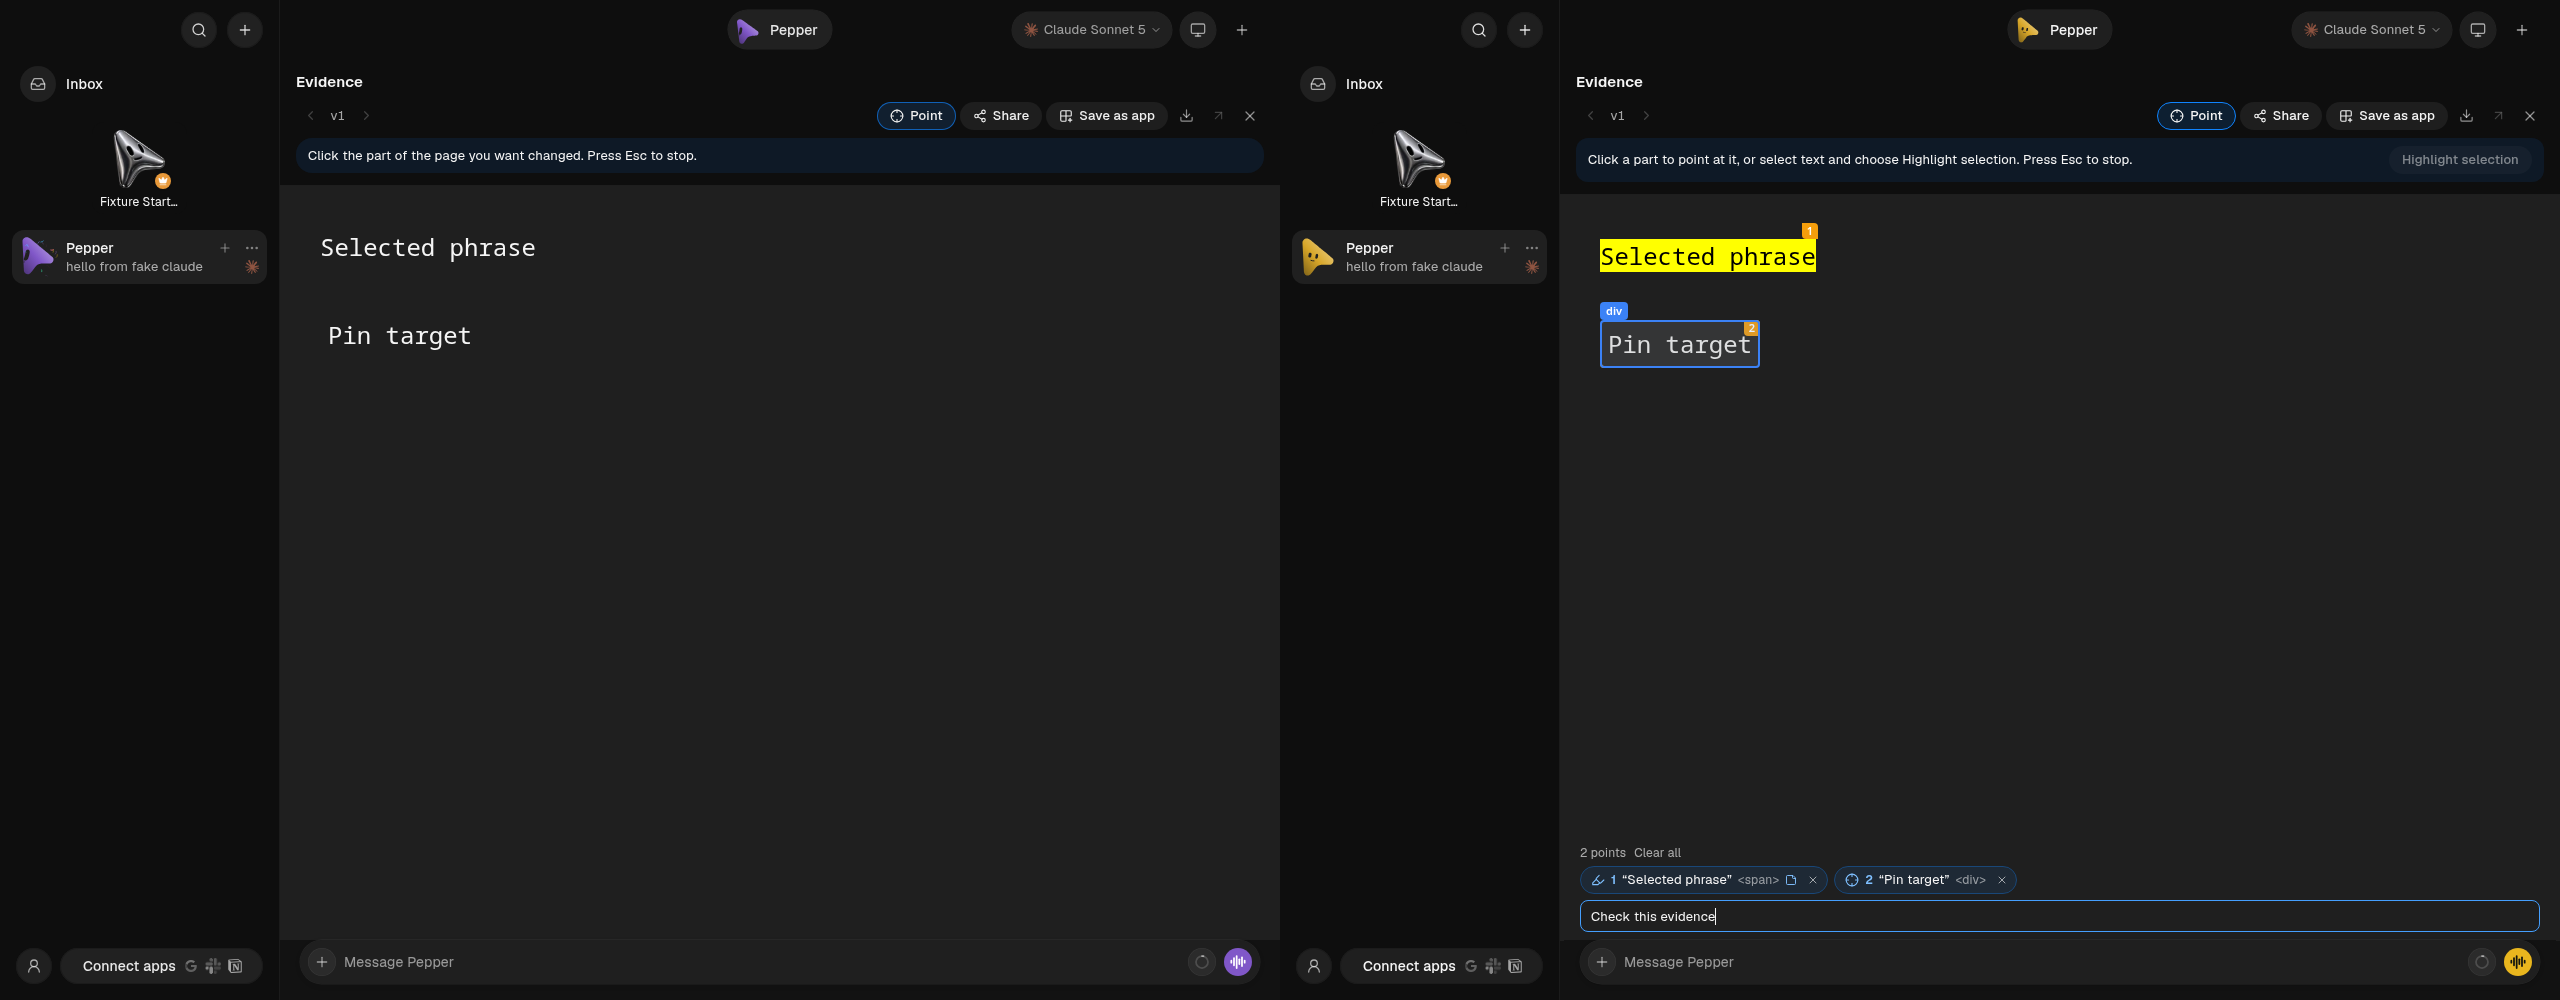 Pepper
Claude Sonnet 5
Inbox
Fixture Start...
Pepper
hello from fake claude
Connect apps
Evidence
v1
Point
Share
Save as app
Click the part of the page you want changed. Press Esc to stop.
Selected phrase
Pin target
Message Pepper
Pepper
Claude Sonnet 5
Inbox
Fixture Start...
Pepper
hello from fake claude
Connect apps
Evidence
v1
Point
Share
Save as app
Click a part to point at it, or select text and choose Highlight selection. Press Esc to stop.
Highlight selection
1
Selected phrase
div
2
Pin target
2 points Clear all
1 “Selected phrase” <span>
2 “Pin target” <div>
Check this evidence
Message Pepper